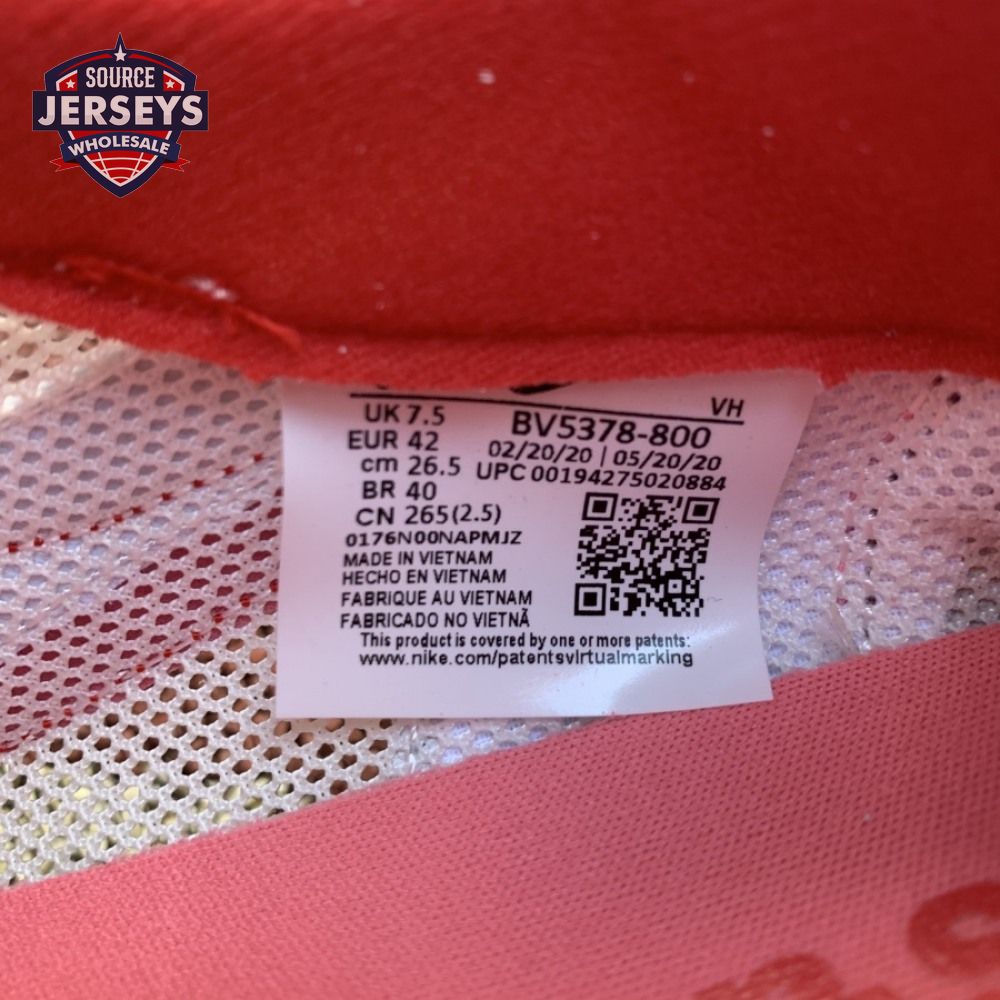 SOURCE
JERSEYS
WHOLESALE
VH
UK 7.5
EUR 42
cm 26.5
BR 40
CN 265(2.5)
BV5378-800
02/20/20 | 05/20/20
UPC 00194275020884
0176N00NAPMJZ
MADE IN VIETNAM
HECHO EN VIETNAM
FABRIQUE AU VIETNAM
FABRICADO NO VIETNÃ
This product is covered by one or more patents:
www.nike.com/patentsvirtualmarking